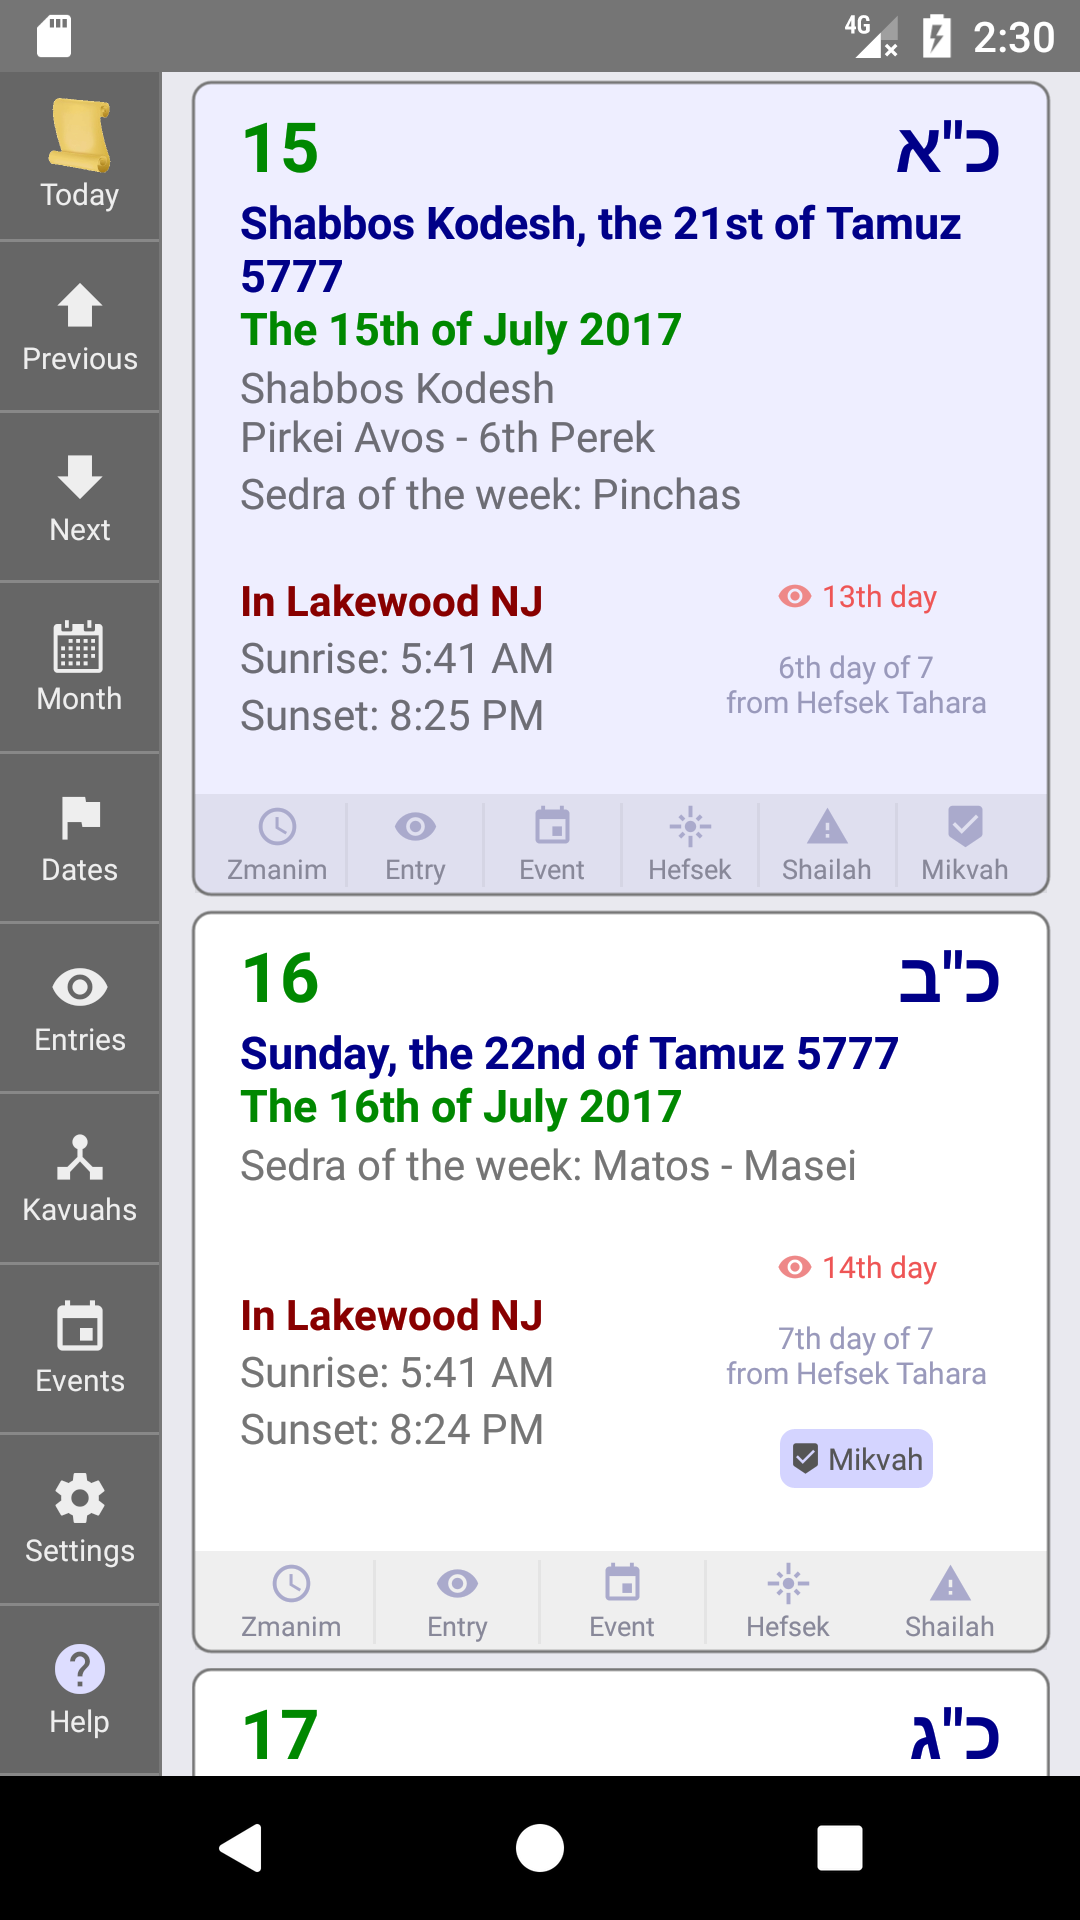 4G 2:30
Today
Previous
Next
Month
Dates
Entries
Kavuahs
Events
Settings
Help
15 כ"א
Shabbos Kodesh, the 21st of Tamuz
5777
The 15th of July 2017
Shabbos Kodesh
Pirkei Avos - 6th Perek
Sedra of the week: Pinchas
In Lakewood NJ
Sunrise: 5:41 AM
Sunset: 8:25 PM
13th day
6th day of 7
from Hefsek Tahara
Zmanim Entry Event Hefsek Shailah Mikvah
16 כ"ב
Sunday, the 22nd of Tamuz 5777
The 16th of July 2017
Sedra of the week: Matos - Masei
In Lakewood NJ
Sunrise: 5:41 AM
Sunset: 8:24 PM
14th day
7th day of 7
from Hefsek Tahara
Mikvah
Zmanim Entry Event Hefsek Shailah
17 כ"ג